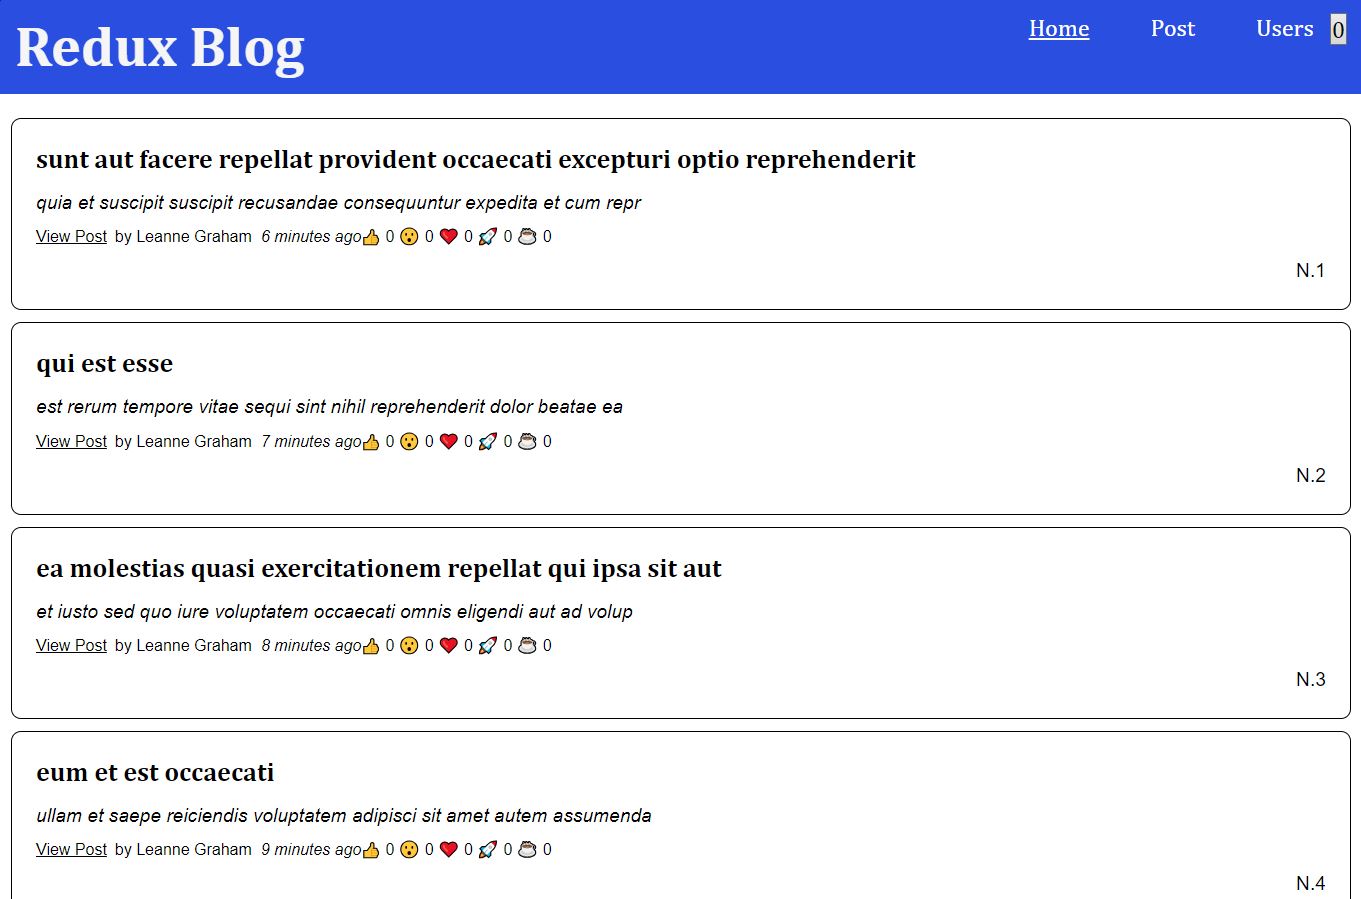 Redux Blog
Home Post Users 0
sunt aut facere repellat provident occaecati excepturi optio reprehenderit
quia et suscipit suscipit recusandae consequuntur expedita et cum repr
View Post by Leanne Graham 6 minutes ago👍 0 😮 0 ❤️ 0 🚀 0 ☕ 0
N.1
qui est esse
est rerum tempore vitae sequi sint nihil reprehenderit dolor beatae ea
View Post by Leanne Graham 7 minutes ago👍 0 😮 0 ❤️ 0 🚀 0 ☕ 0
N.2
ea molestias quasi exercitationem repellat qui ipsa sit aut
et iusto sed quo iure voluptatem occaecati omnis eligendi aut ad volup
View Post by Leanne Graham 8 minutes ago👍 0 😮 0 ❤️ 0 🚀 0 ☕ 0
N.3
eum et est occaecati
ullam et saepe reiciendis voluptatem adipisci sit amet autem assumenda
View Post by Leanne Graham 9 minutes ago👍 0 😮 0 ❤️ 0 🚀 0 ☕ 0
N.4